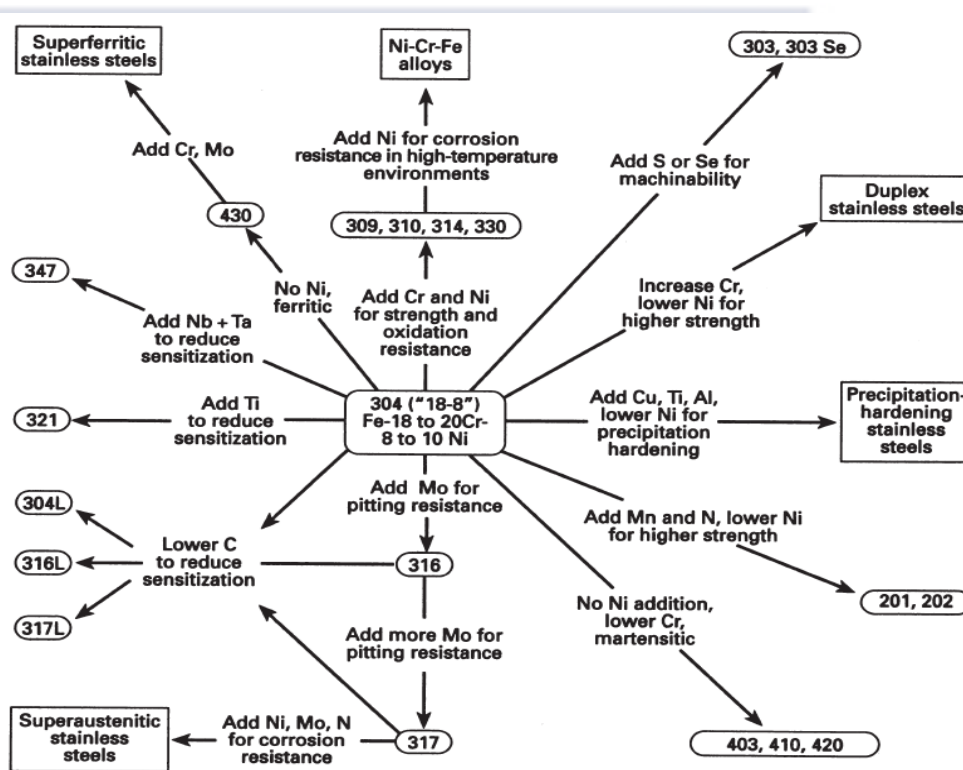 Superferritic
stainless steels
Ni-Cr-Fe
alloys
303, 303 Se
Add Cr, Mo
Add Ni for corrosion
resistance in high-temperature
environments
Add S or Se for
machinability
Duplex
stainless steels
430
309, 310, 314, 330
347
No Ni,
ferritic
Add Cr and Ni
for strength and
oxidation
resistance
Increase Cr,
lower Ni for
higher strength
Add Nb + Ta
to reduce
sensitization
304 ("18-8")
Fe-18 to 20Cr-
8 to 10 Ni
321
Add Ti
to reduce
sensitization
Add Cu, Ti, Al,
lower Ni for
precipitation
hardening
Precipitation-
hardening
stainless
steels
Add Mo for
pitting resistance
304L
316L
317L
Lower C
to reduce
sensitization
316
Add Mn and N, lower Ni
for higher strength
201, 202
No Ni addition,
lower Cr,
martensitic
Add more Mo for
pitting resistance
Superaustenitic
stainless
steels
Add Ni, Mo, N
for corrosion
resistance
317
403, 410, 420